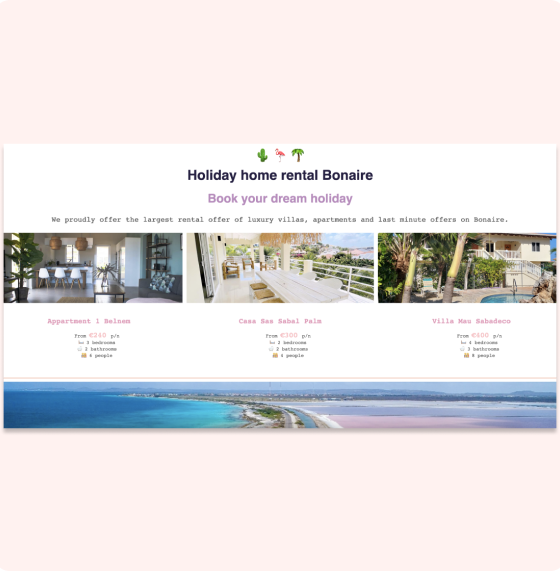 Holiday home rental Bonaire
Book your dream holiday
We proudly offer the largest rental offer of luxury villas, apartments and last minute offers on Bonaire.
Appartment 1 Belnem
From €240 p/n
3 bedrooms
2 bathrooms
6 people
Casa Sas Sabal Palm
From €300 p/n
2 bedrooms
2 bathrooms
4 people
Villa Mau Sabadeco
From €400 p/n
4 bedrooms
3 bathrooms
8 people